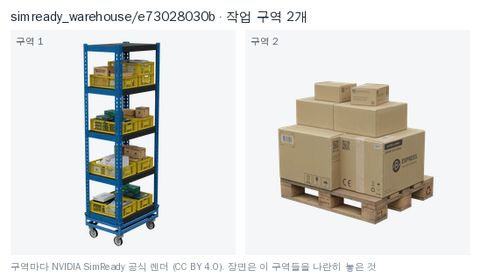 simready_warehouse/e73028030b · 작업 구역 2개
구역 1
구역 2
EXPRESS
구역마다 NVIDIA SimReady 공식 렌더 (CC BY 4.0). 장면은 이 구역들을 나란히 놓은 것